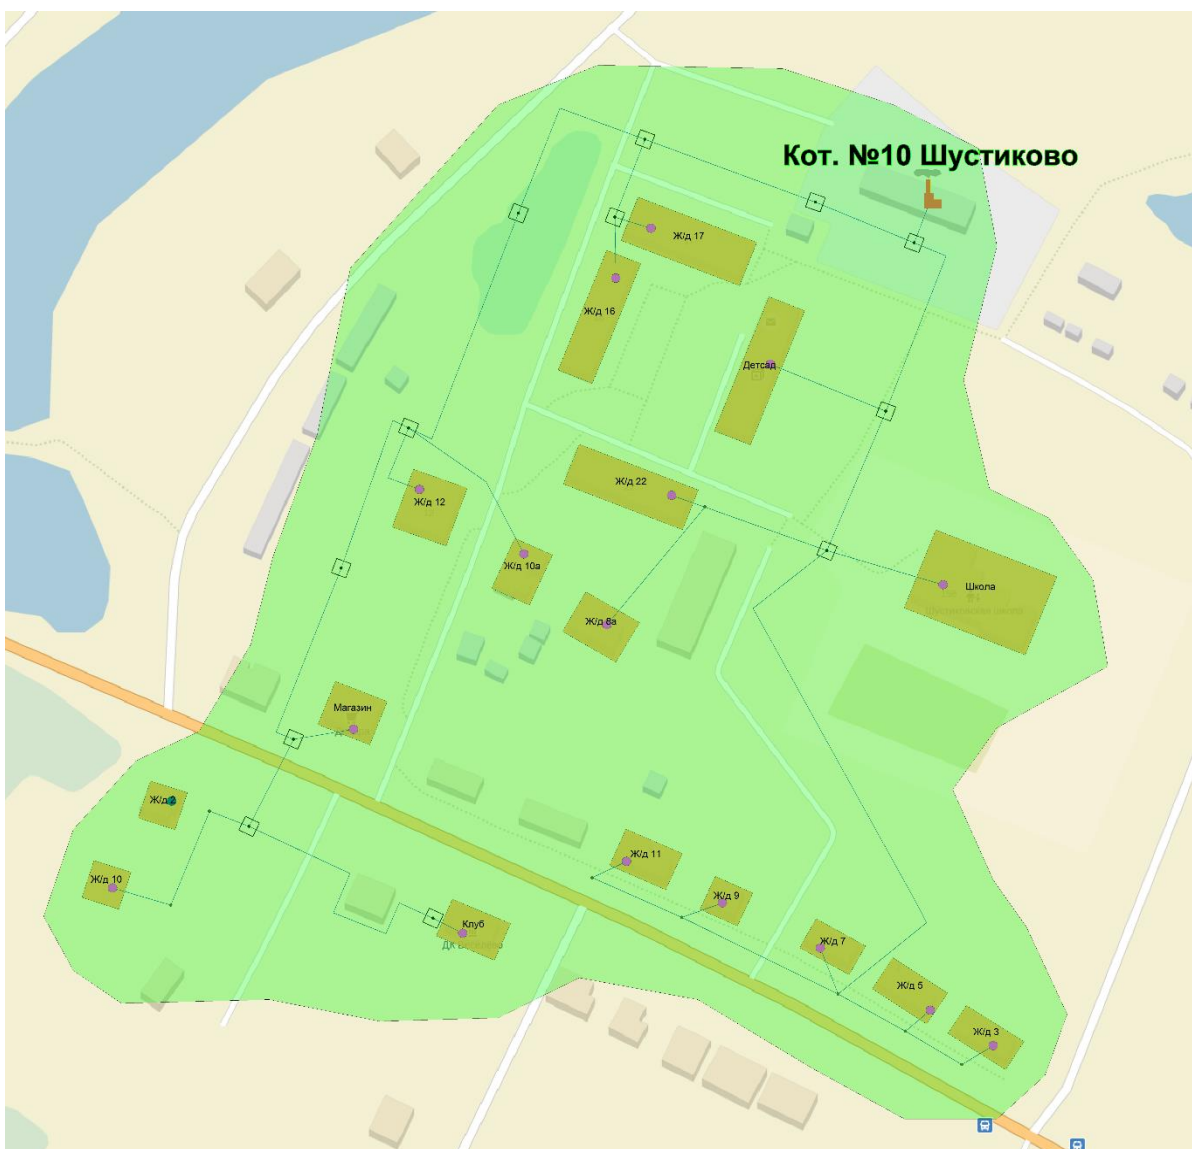 Кот. №10 Шустиково
Ж/д 17
Ж/д 16
Детсад
Ж/д 22
Ж/д 12
Ж/д 10а
Школа
Ж/д 8а
Магазин
Ж/д 2
Ж/д 11
Ж/д 10
Ж/д 9
Клуб
Ж/д 7
Ж/д 5
Ж/д 3